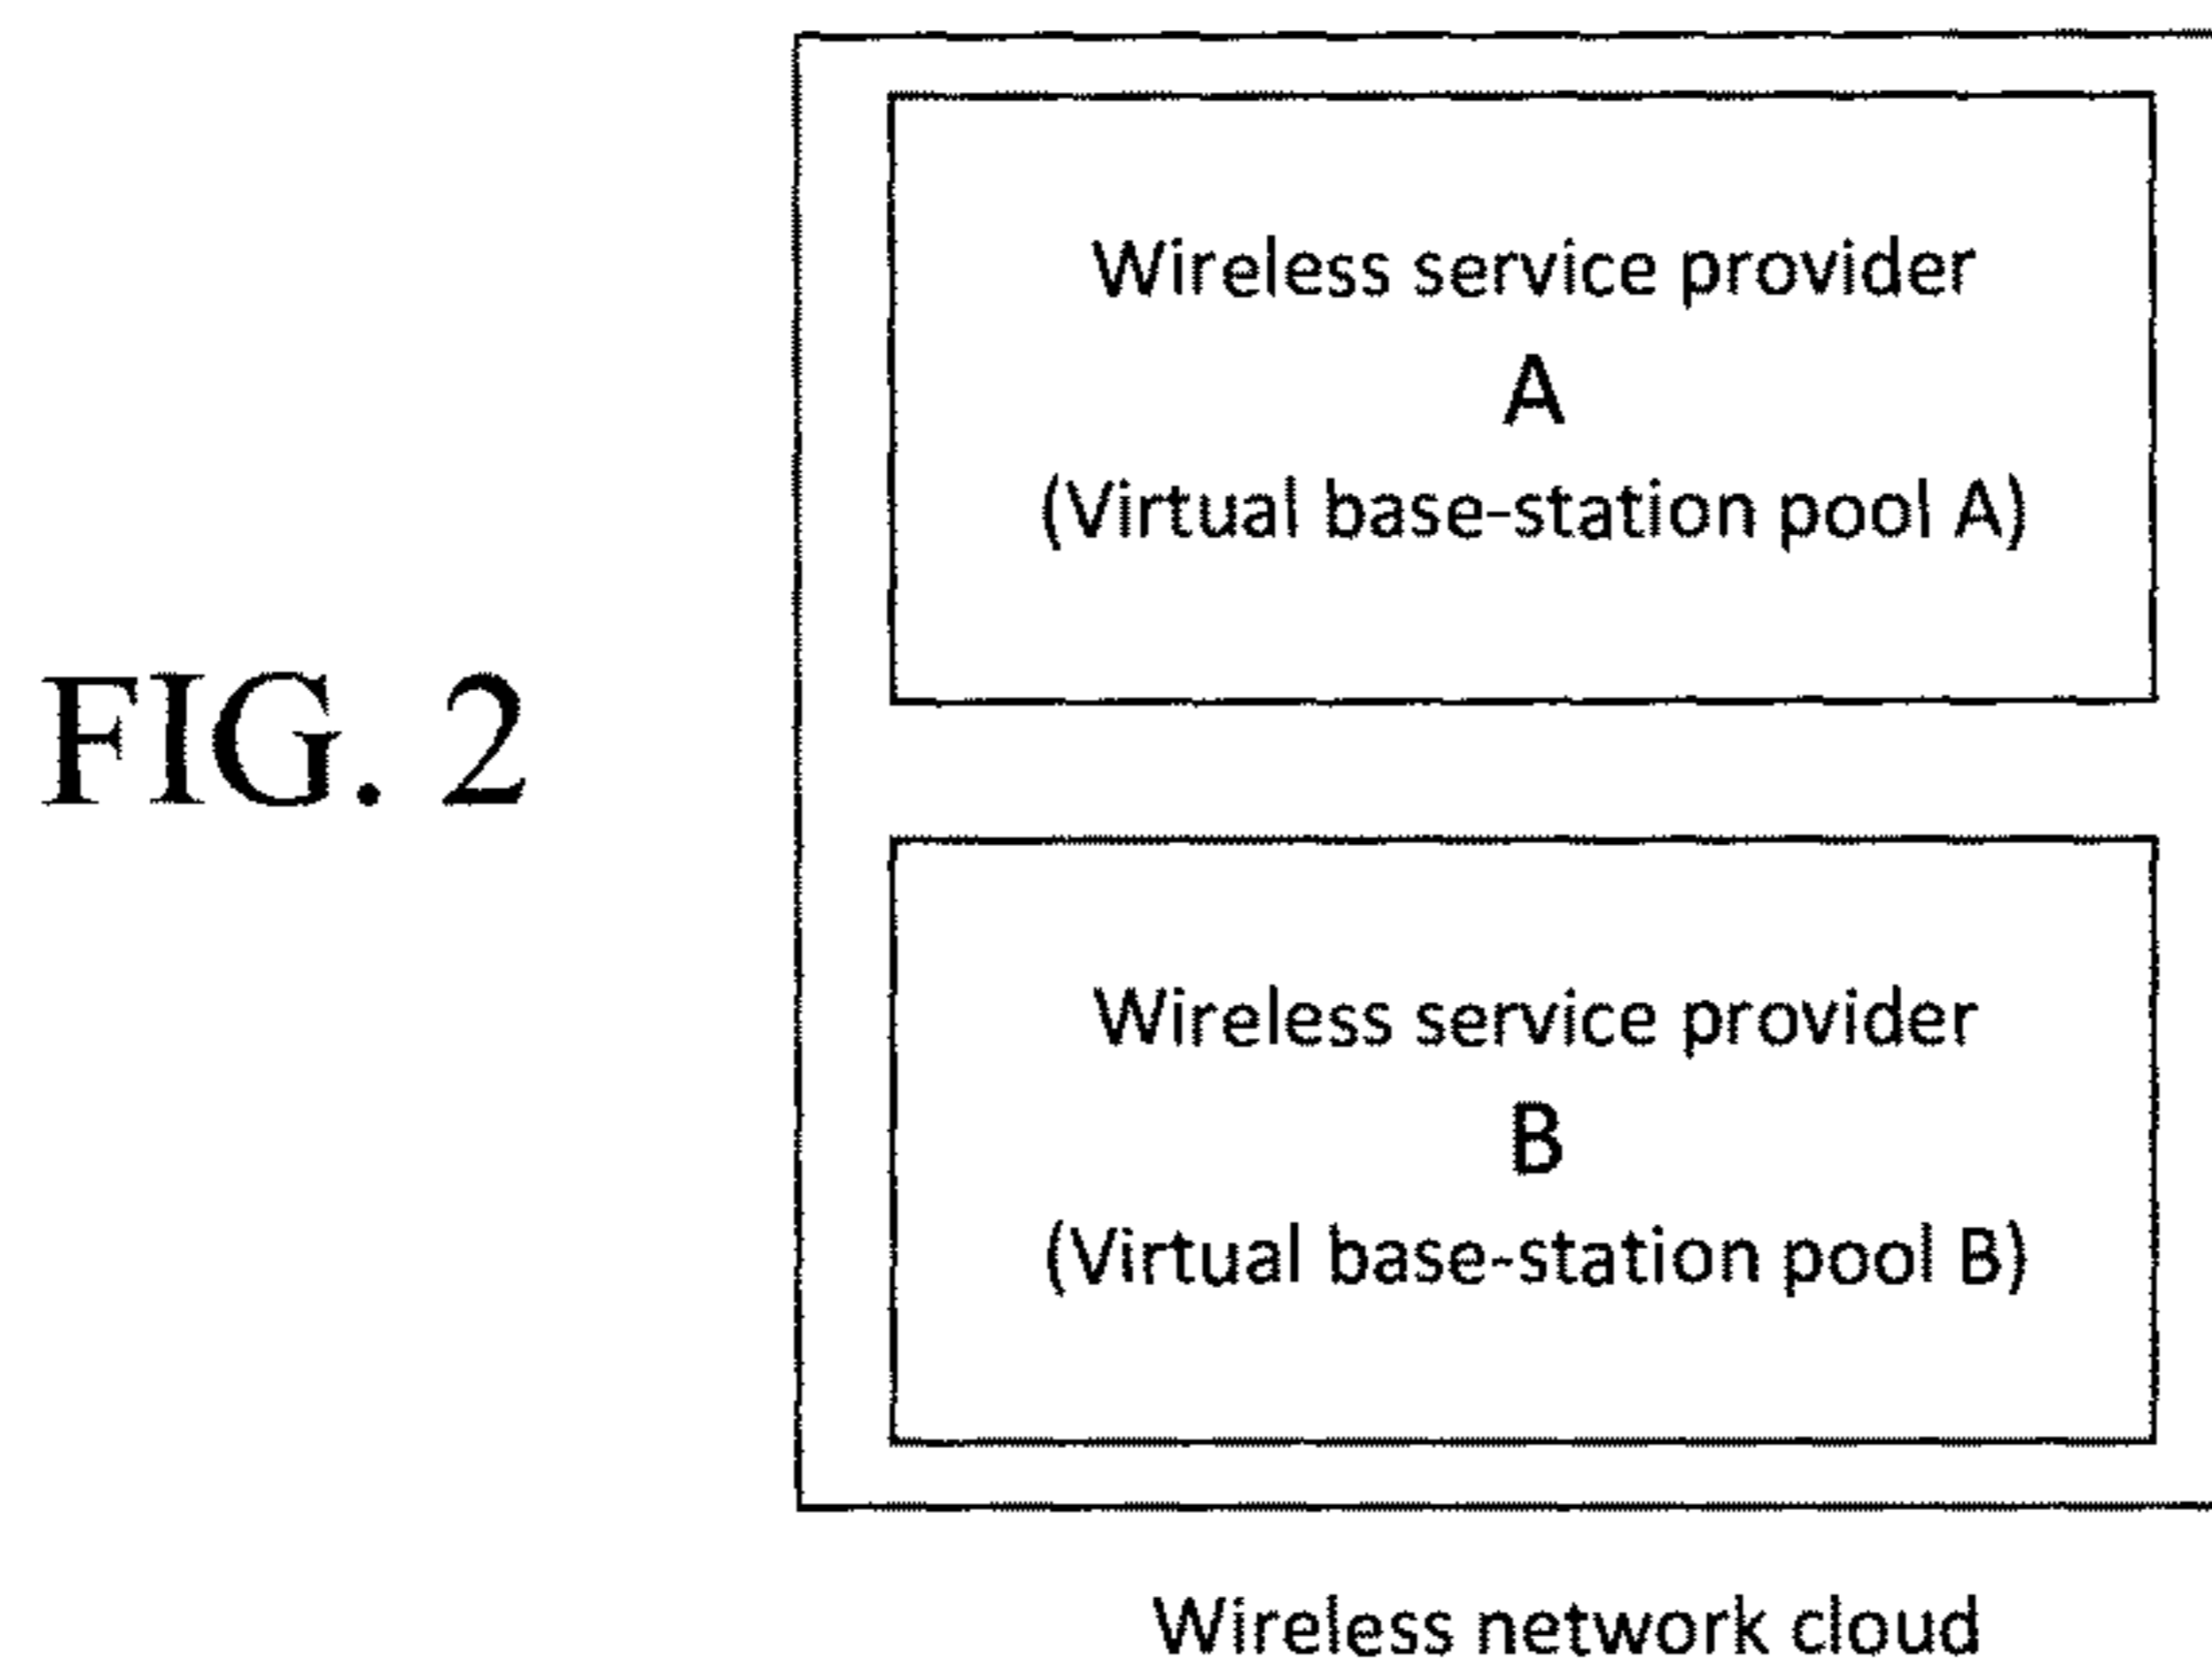 FIG. 2
Wireless service provider
A
(Virtual base-station pool A)
Wireless service provider
B
(Virtual base-station pool B)
Wireless network cloud